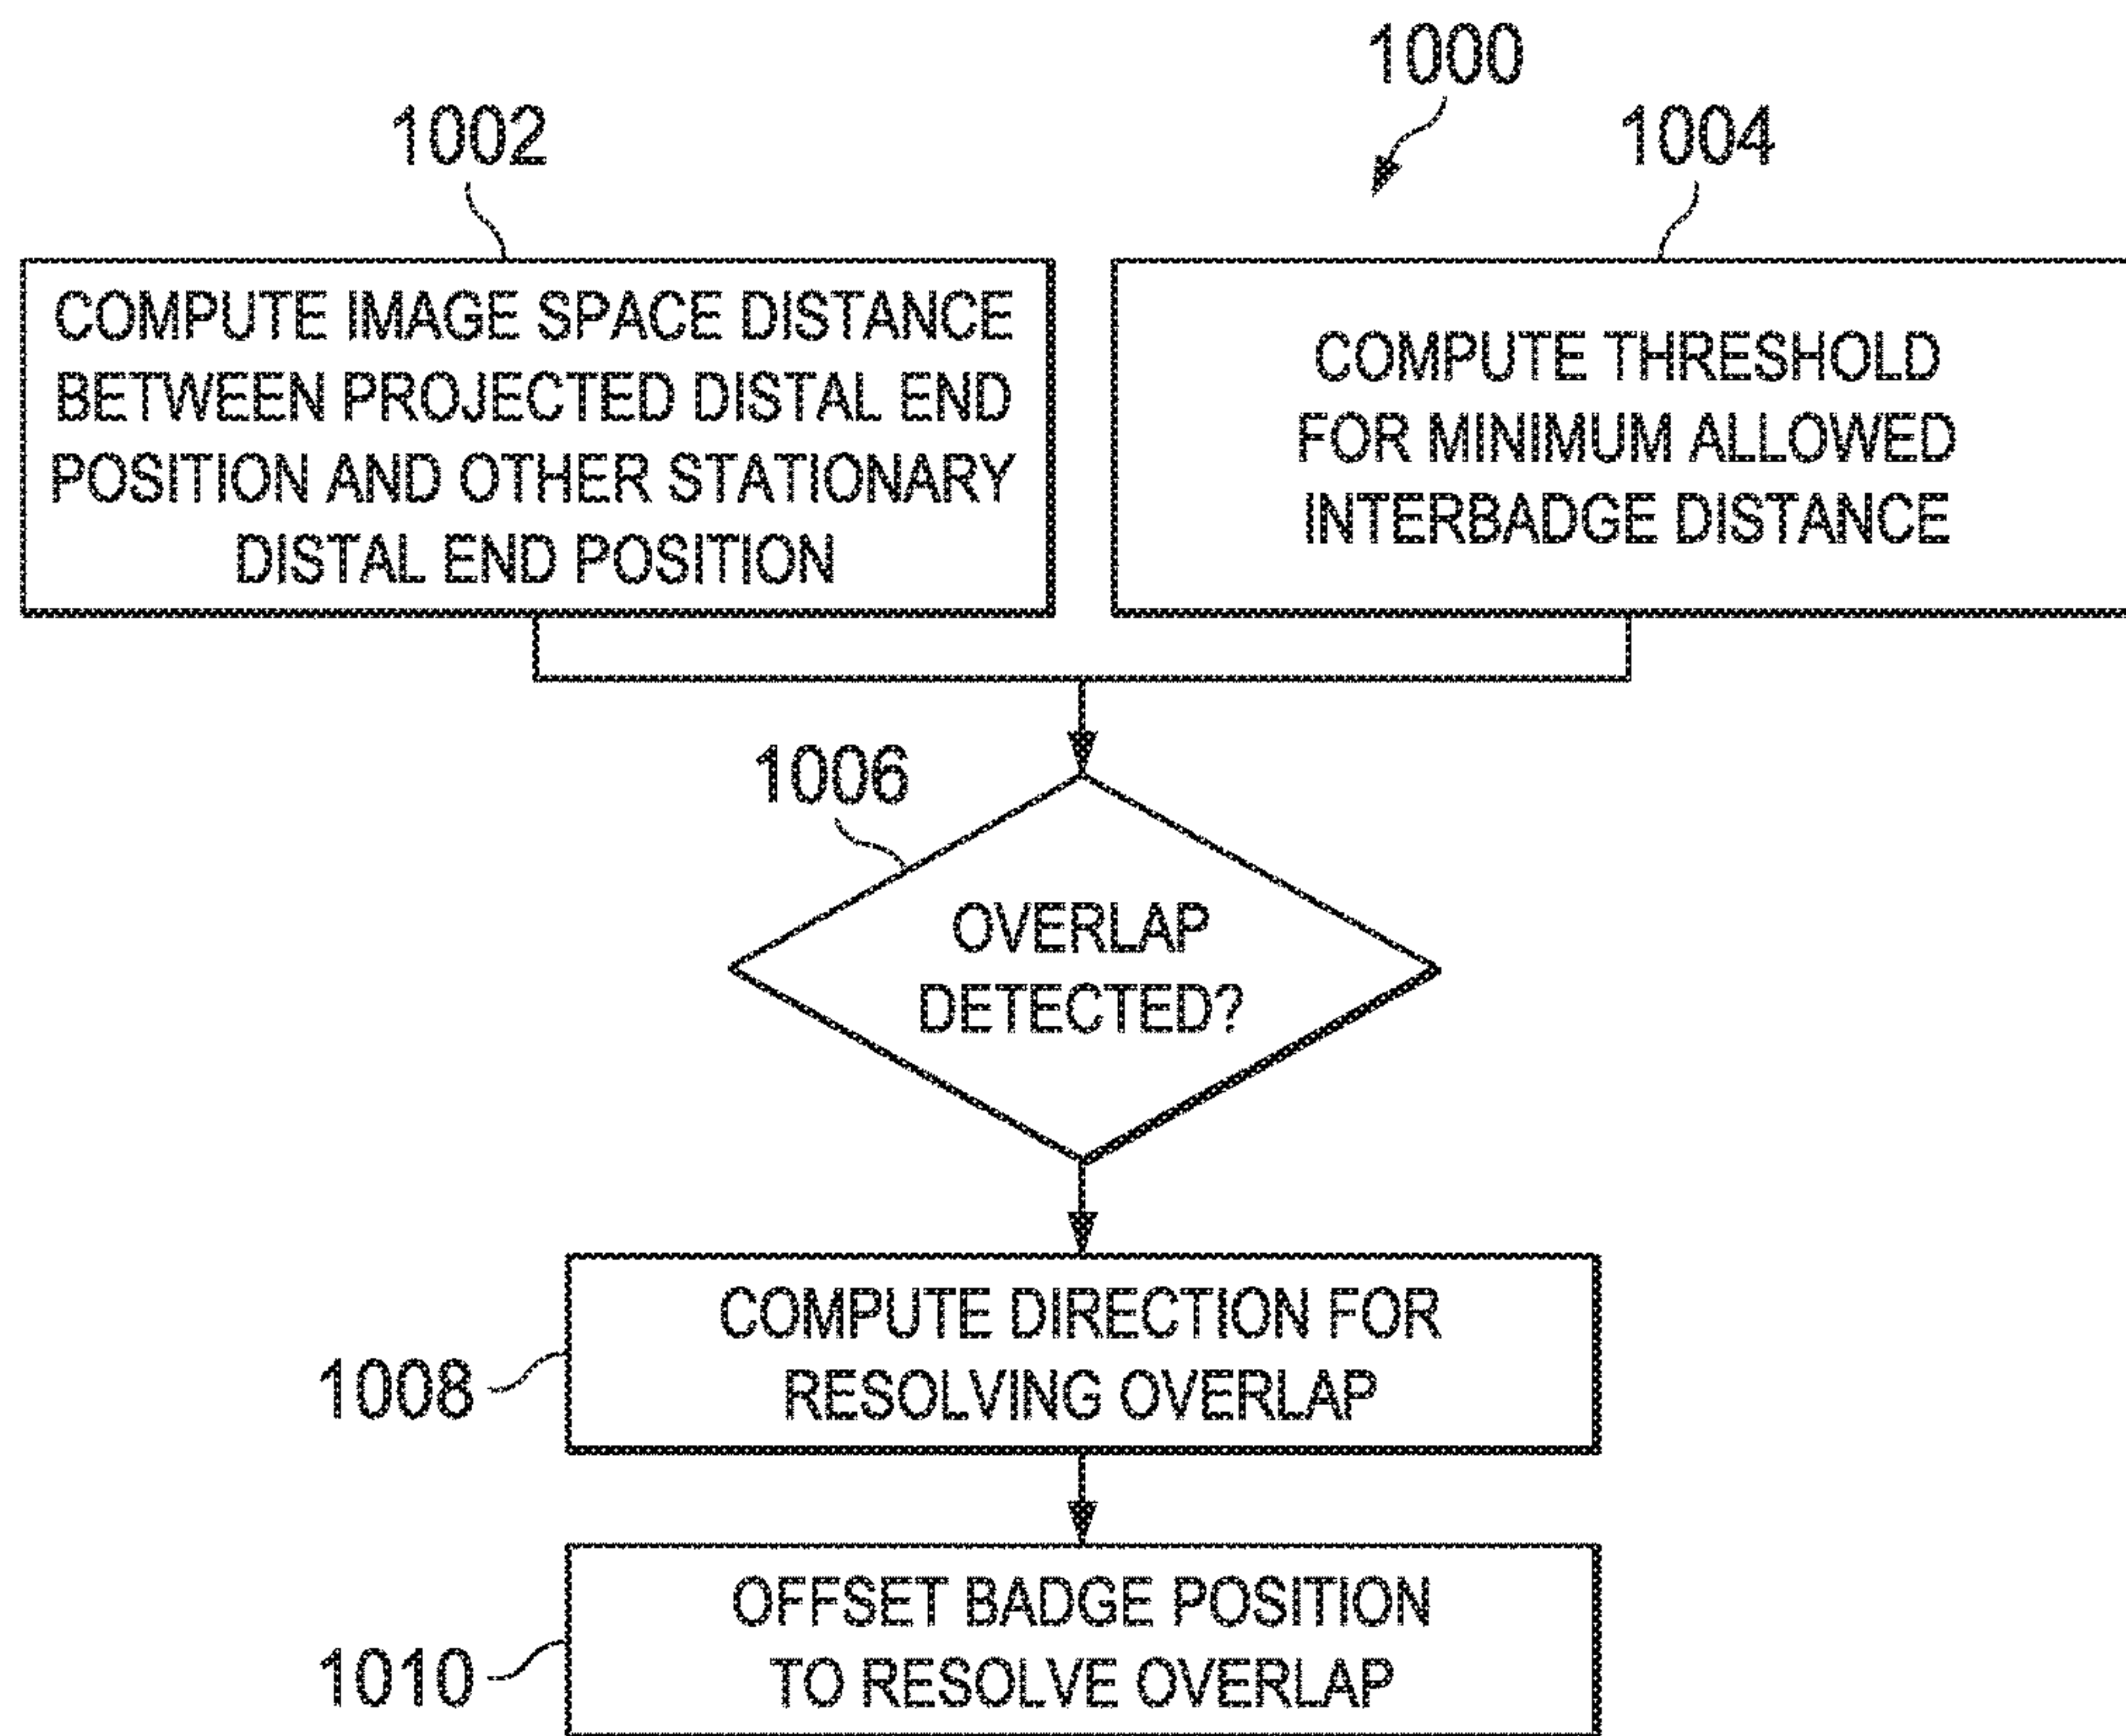 1000
1002
1004
COMPUTE IMAGE SPACE DISTANCE
BETWEEN PROJECTED DISTAL END
POSITION AND OTHER STATIONARY
DISTAL END POSITION
COMPUTE THRESHOLD
FOR MINIMUM ALLOWED
INTERBADGE DISTANCE
1006
OVERLAP
DETECTED?
1008
COMPUTE DIRECTION FOR
RESOLVING OVERLAP
1010
OFFSET BADGE POSITION
TO RESOLVE OVERLAP